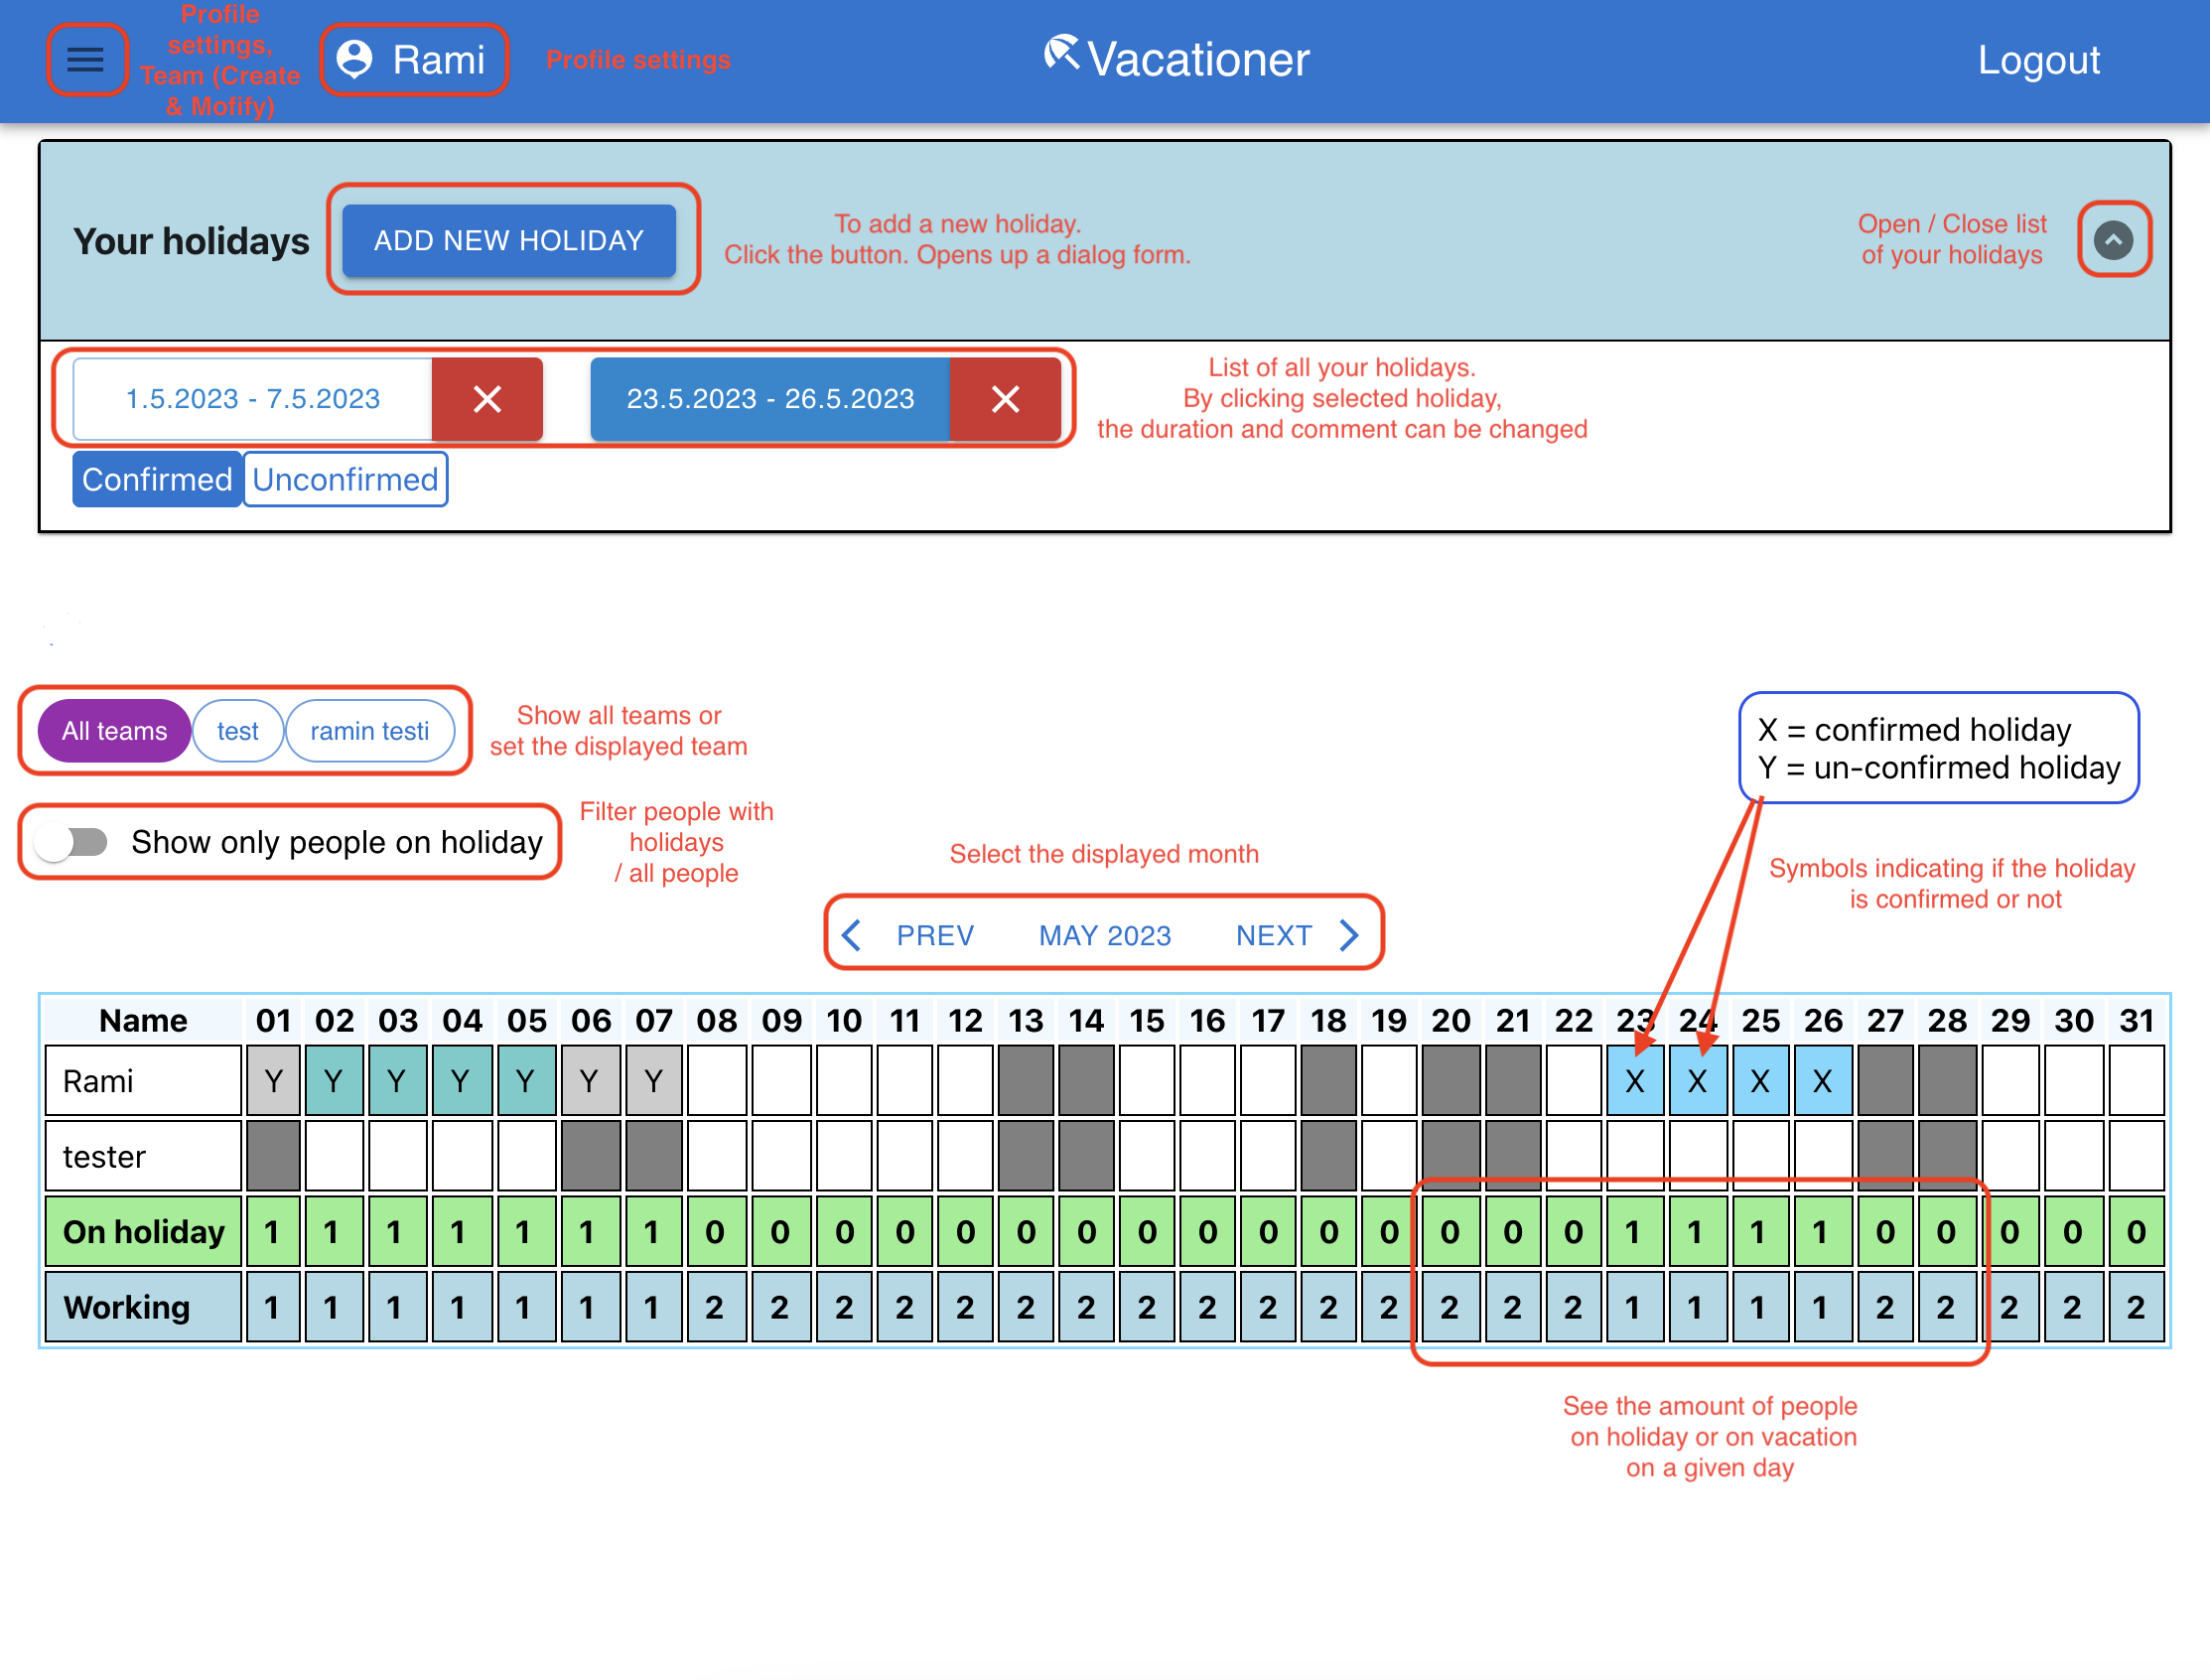 Profile
settings,
Team (Create
& Mofify)
Rami
Profile settings
Vacationer
Logout
Your holidays
ADD NEW HOLIDAY
To add a new holiday.
Click the button. Opens up a dialog form.
Open / Close list
of your holidays
1.5.2023 - 7.5.2023
23.5.2023 - 26.5.2023
List of all your holidays.
By clicking selected holiday,
the duration and comment can be changed
Confirmed Unconfirmed
All teams test ramin testi
Show all teams or
set the displayed team
X = confirmed holiday
Y = un-confirmed holiday
Show only people on holiday
Filter people with
holidays
/ all people
Select the displayed month
Symbols indicating if the holiday
is confirmed or not
PREV MAY 2023 NEXT
Name 01 02 03 04 05 06 07 08 09 10 11 12 13 14 15 16 17 18 19 20 21 22 23 24 25 26 27 28 29 30 31
Rami Y Y Y Y Y Y Y X X X X
tester
On holiday 1 1 1 1 1 1 1 0 0 0 0 0 0 0 0 0 0 0 0 0 0 0 1 1 1 1 0 0 0 0 0
Working 1 1 1 1 1 1 1 2 2 2 2 2 2 2 2 2 2 2 2 2 2 2 1 1 1 1 2 2 2 2 2
See the amount of people
on holiday or on vacation
on a given day